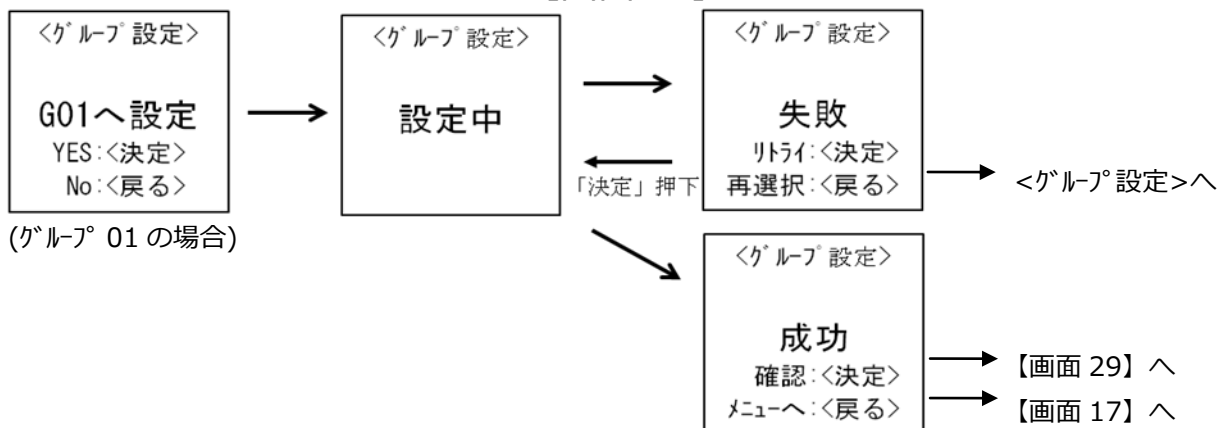 <ｸﾞﾙｰﾌﾟ設定>
G01へ設定
YES:<決定>
No:<戻る>
(ｸﾞﾙｰﾌﾟ 01 の場合)
<ｸﾞﾙｰﾌﾟ設定>
設定中
「決定」押下
<ｸﾞﾙｰﾌﾟ設定>
失敗
ﾘﾄﾗｲ:<決定>
再選択:<戻る>
<ｸﾞﾙｰﾌﾟ設定>へ
<ｸﾞﾙｰﾌﾟ設定>
成功
確認:<決定>
ﾒﾆｭｰへ:<戻る>
【画面 29】へ
【画面 17】へ